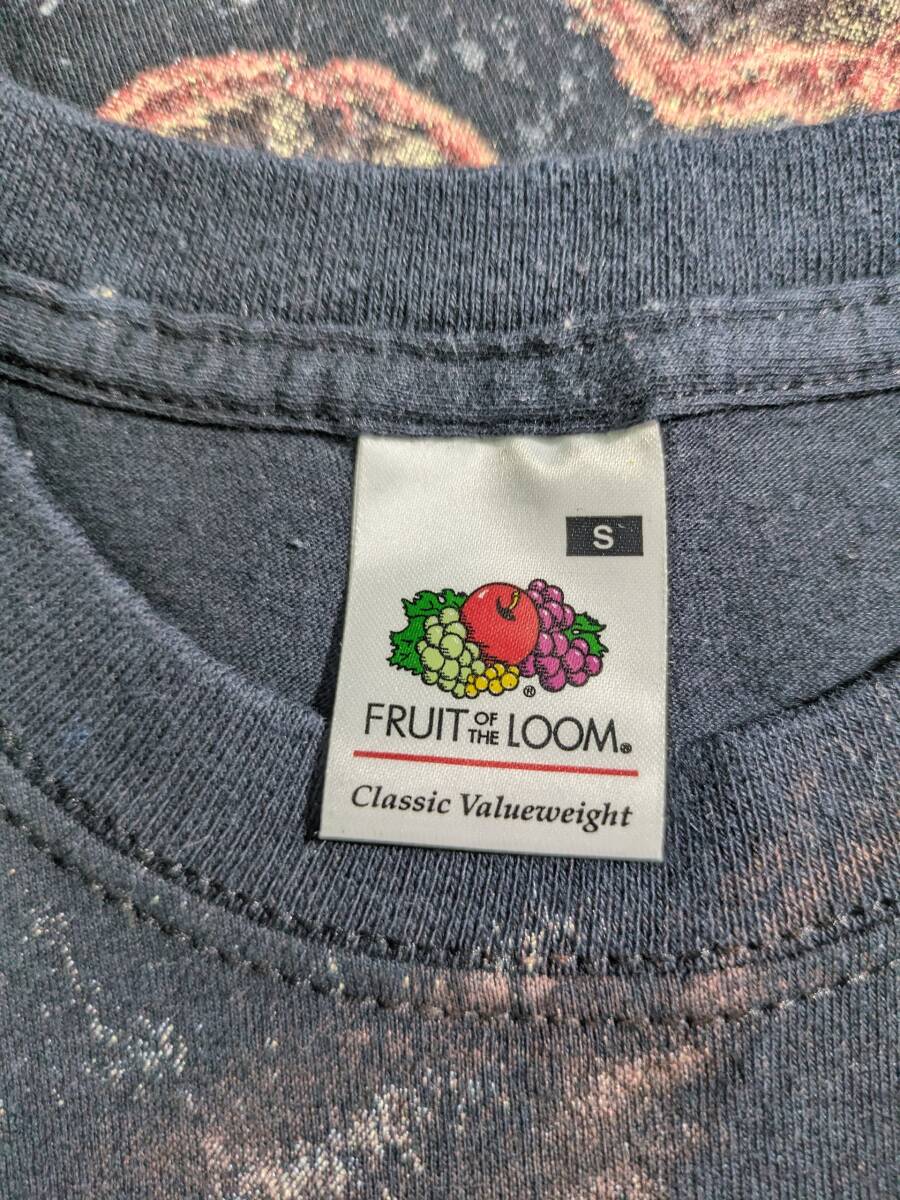 S
®
FRUIT OF THE LOOM®
Classic Valueweight